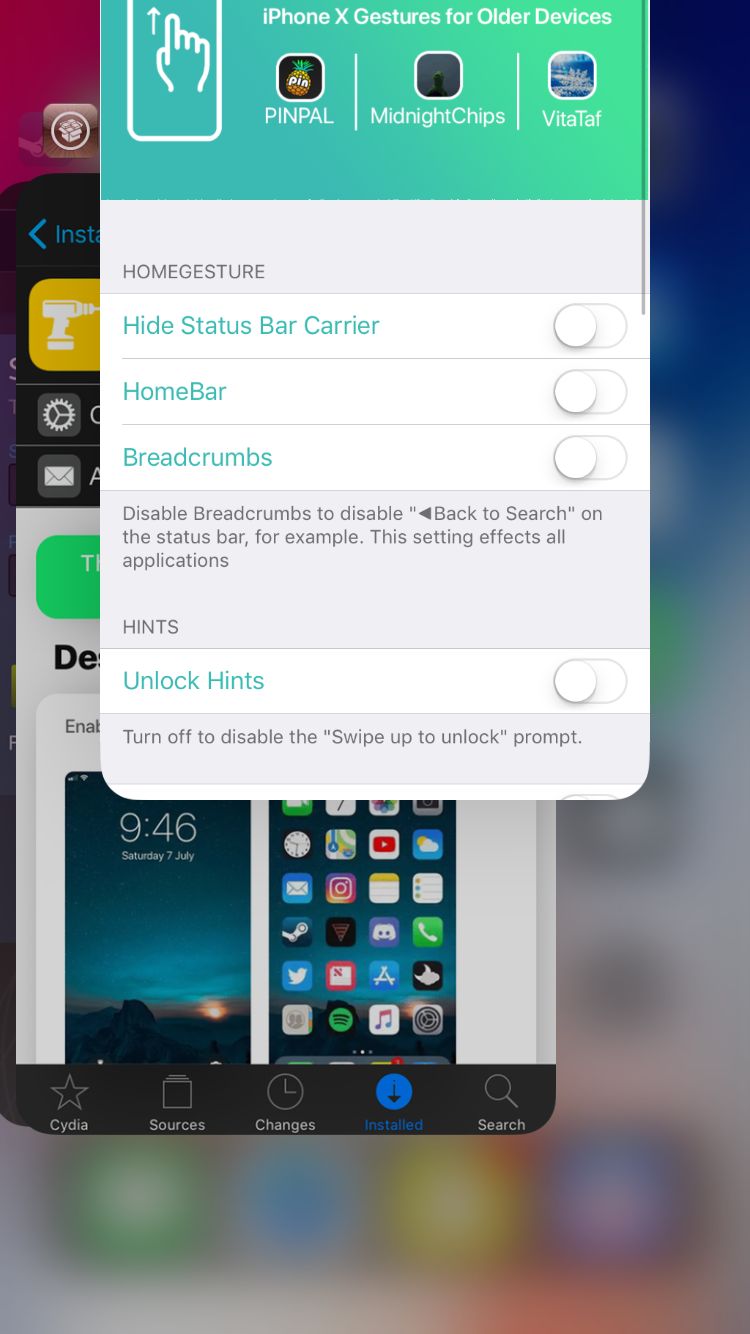 iPhone X Gestures for Older Devices
pin
PINPAL
MidnightChips
VitaTaf
Insta
HOMEGESTURE
Hide Status Bar Carrier
HomeBar
Breadcrumbs
Disable Breadcrumbs to disable "◀Back to Search" on
the status bar, for example. This setting effects all
applications
HINTS
Unlock Hints
Turn off to disable the "Swipe up to unlock" prompt.
Des
Enab
9:46
Saturday 7 July
7
Cydia
Sources
Changes
Installed
Search